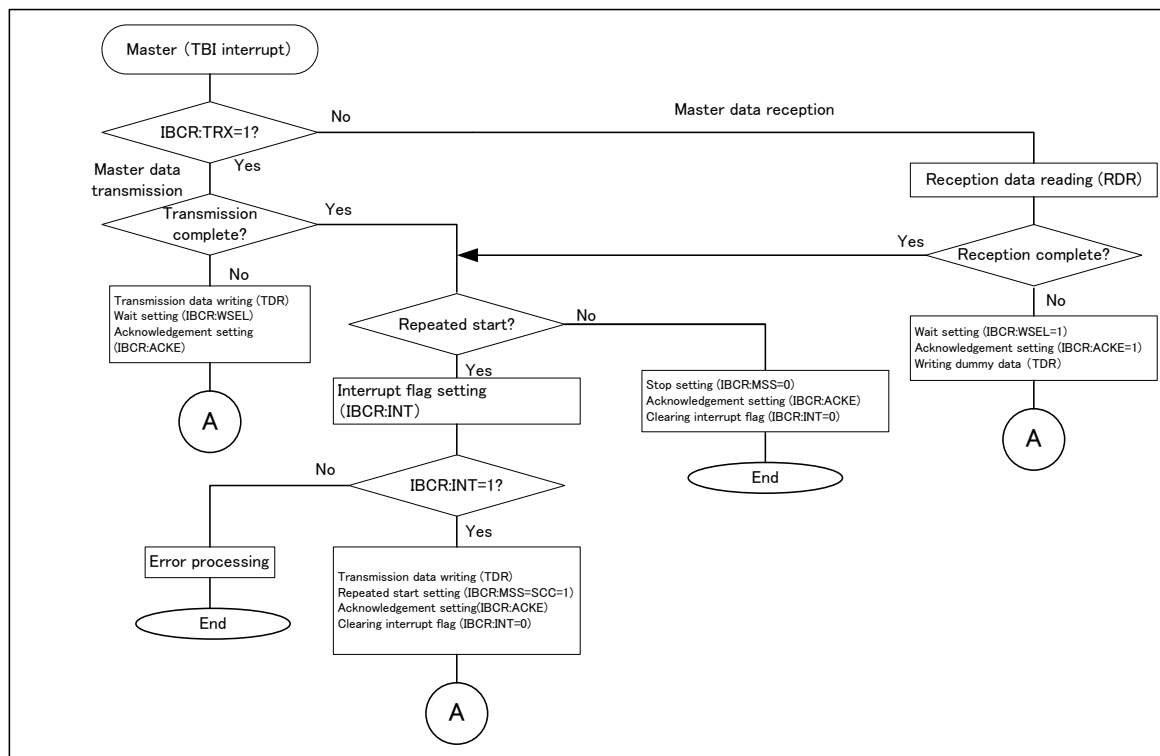 Master (TBI interrupt)
IBCR:TRX=1?
No
Master data reception
Yes
Master data
transmission
Reception data reading (RDR)
Transmission
complete?
Yes
Yes
Reception complete?
No
No
Transmission data writing (TDR)
Wait setting (IBCR:WSEL)
Acknowledgement setting
(IBCR:ACKE)
Repeated start?
No
Wait setting (IBCR:WSEL=1)
Acknowledgement setting (IBCR:ACKE=1)
Writing dummy data (TDR)
Yes
Interrupt flag setting
(IBCR:INT)
Stop setting (IBCR:MSS=0)
Acknowledgement setting (IBCR:ACKE)
Clearing interrupt flag (IBCR:INT=0)
A
A
No
IBCR:INT=1?
End
Yes
Error processing
Transmission data writing (TDR)
Repeated start setting (IBCR:MSS=SCC=1)
Acknowledgement setting(IBCR:ACKE)
Clearing interrupt flag (IBCR:INT=0)
End
A